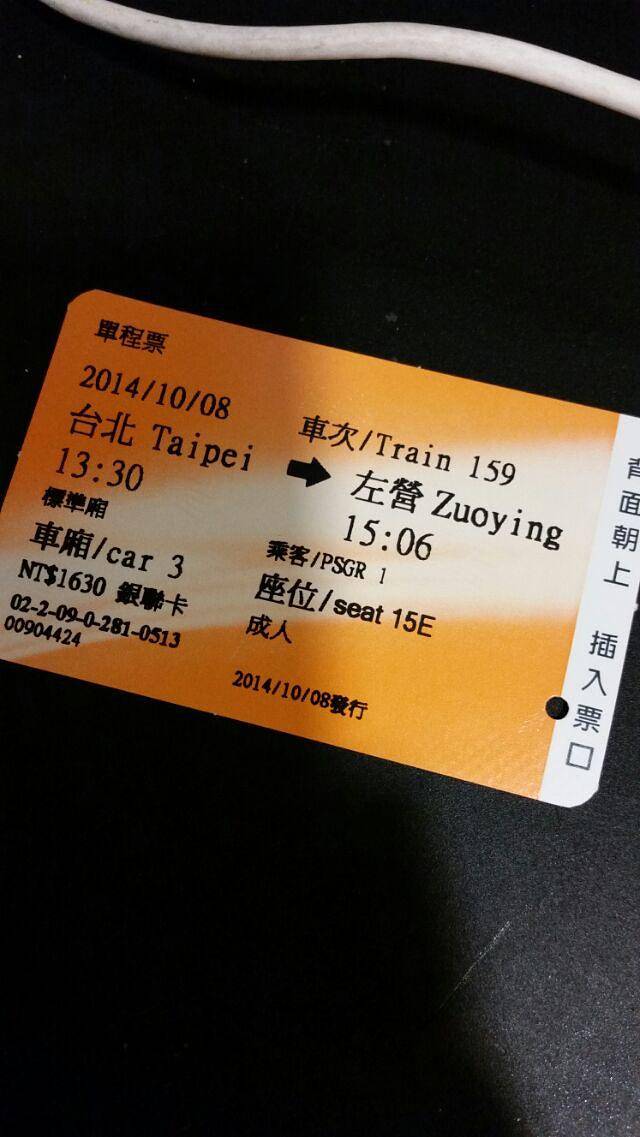 單程票
2014/10/08
台北 Taipei
13:30
車次/Train 159
左營 Zuoying
15:06
標準廂
車廂/car 3
NT$1630 銀聯卡
02-2-09-0-281-0513
00904424
乘客/PSGR 1
座位/seat 15E
成人
2014/10/08發行
背面朝上 插入票口